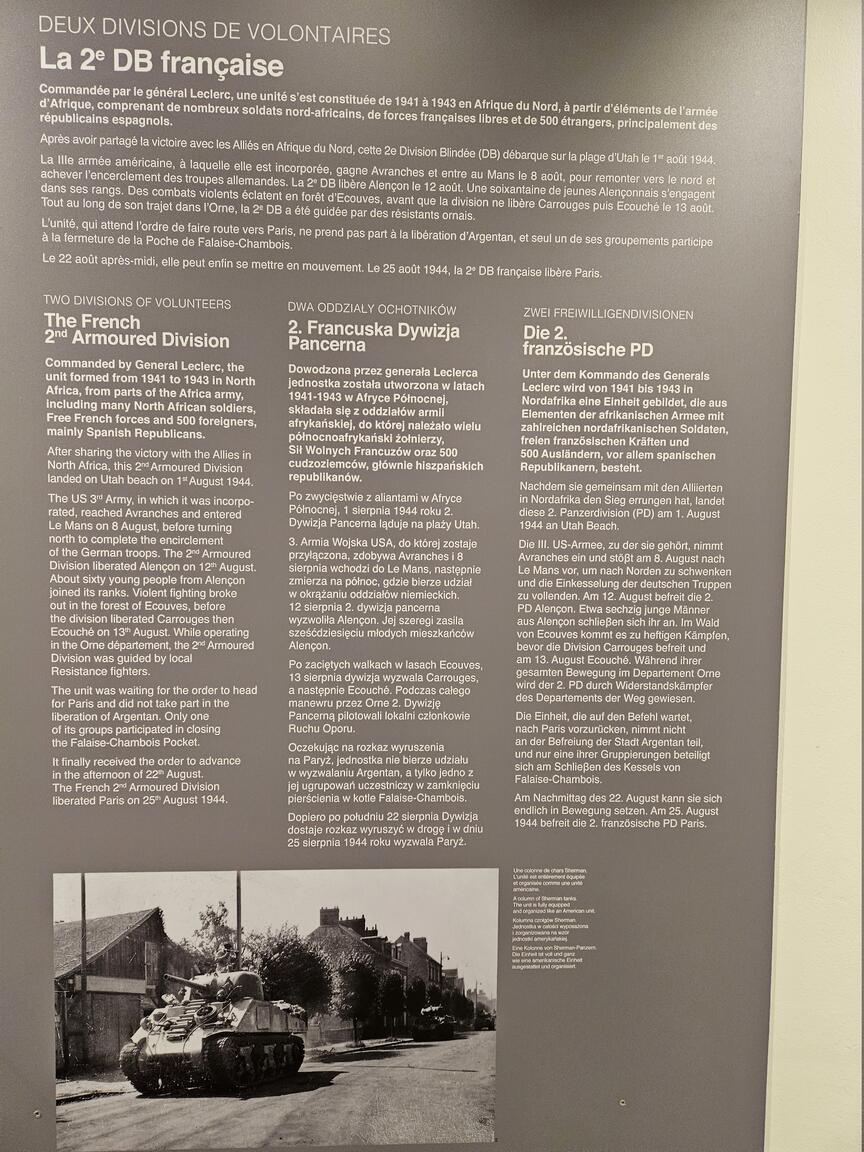 DEUX DIVISIONS DE VOLONTAIRES
La 2e DB française
Commandée par le général Leclerc, une unité s'est constituée de 1941 à 1943 en Afrique du Nord, à partir d'éléments de l'armée
d'Afrique, comprenant de nombreux soldats nord-africains, de forces françaises libres et de 500 étrangers, principalement des
républicains espagnols.
Après avoir partagé la victoire avec les Alliés en Afrique du Nord, cette 2e Division Blindée (DB) débarque sur la plage d'Utah le 1er août 1944.
La IIIe armée américaine, à laquelle elle est incorporée, gagne Avranches et entre au Mans le 8 août, pour remonter vers le nord et
achever l'encerclement des troupes allemandes. La 2e DB libère Alençon le 12 août. Une soixantaine de jeunes Alençonnais s'engagent
dans ses rangs. Des combats violents éclatent en forêt d'Ecouves, avant que la division ne libère Carrouges puis Ecouché le 13 août.
Tout au long de son trajet dans l'Orne, la 2e DB a été guidée par des résistants ornais.
L'unité, qui attend l'ordre de faire route vers Paris, ne prend pas part à la libération d'Argentan, et seul un de ses groupements participe
à la fermeture de la Poche de Falaise-Chambois.
Le 22 août après-midi, elle peut enfin se mettre en mouvement. Le 25 août 1944, la 2e DB française libère Paris.
TWO DIVISIONS OF VOLUNTEERS
The French
2nd Armoured Division
Commanded by General Leclerc, the
unit formed from 1941 to 1943 in North
Africa, from parts of the Africa army,
including many North African soldiers,
Free French forces and 500 foreigners,
mainly Spanish Republicans.
After sharing the victory with the Allies in
North Africa, this 2nd Armoured Division
landed on Utah beach on 1st August 1944.
The US 3rd Army, in which it was incorpo-
rated, reached Avranches and entered
Le Mans on 8 August, before turning
north to complete the encirclement
of the German troops. The 2nd Armoured
Division liberated Alençon on 12th August.
About sixty young people from Alençon
joined its ranks. Violent fighting broke
out in the forest of Ecouves, before
the division liberated Carrouges then
Ecouché on 13th August. While operating
in the Orne département, the 2nd Armoured
Division was guided by local
Resistance fighters.
The unit was waiting for the order to head
for Paris and did not take part in the
liberation of Argentan. Only one
of its groups participated in closing
the Falaise-Chambois Pocket.
It finally received the order to advance
in the afternoon of 22th August.
The French 2nd Armoured Division
liberated Paris on 25th August 1944.
DWA ODDZIAŁY OCHOTNIKÓW
2. Francuska Dywizja
Pancerna
Dowodzona przez generała Leclerca
jednostka została utworzona w latach
1941-1943 w Afryce Północnej,
składała się z oddziałów armii
afrykańskiej, do której należało wielu
północnoafrykański żołnierzy,
Sił Wolnych Francuzów oraz 500
cudzoziemców, głównie hiszpańskich
republikanów.
Po zwycięstwie z aliantami w Afryce
Północnej, 1 sierpnia 1944 roku 2.
Dywizja Pancerna ląduje na plaży Utah.
3. Armia Wojska USA, do której zostaje
przyłączona, zdobywa Avranches i 8
sierpnia wchodzi do Le Mans, następnie
zmierza na północ, gdzie bierze udział
w okrążaniu oddziałów niemieckich.
12 sierpnia 2. dywizja pancerna
wyzwoliła Alençon. Jej szeregi zasila
sześćdziesięciu młodych mieszkańców
Alençon.
Po zaciętych walkach w lasach Ecouves,
13 sierpnia dywizja wyzwala Carrouges,
a następnie Ecouché. Podczas całego
manewru przez Orne 2. Dywizję
Pancerną pilotowali lokalni członkowie
Ruchu Oporu.
Oczekując na rozkaz wyruszenia
na Paryż, jednostka nie bierze udziału
w wyzwalaniu Argentan, a tylko jedno z
jej ugrupowań uczestniczy w zamknięciu
pierścienia w kotle Falaise-Chambois.
Dopiero po południu 22 sierpnia Dywizja
dostaje rozkaz wyruszyć w drogę i w dniu
25 sierpnia 1944 roku wyzwala Paryż.
ZWEI FREIWILLIGENDIVISIONEN
Die 2.
französische PD
Unter dem Kommando des Generals
Leclerc wird von 1941 bis 1943 in
Nordafrika eine Einheit gebildet, die aus
Elementen der afrikanischen Armee mit
zahlreichen nordafrikanischen Soldaten,
freien französischen Kräften und
500 Ausländern, vor allem spanischen
Republikanern, besteht.
Nachdem sie gemeinsam mit den Alliierten
in Nordafrika den Sieg errungen hat, landet
diese 2. Panzerdivision (PD) am 1. August
1944 an Utah Beach.
Die III. US-Armee, zu der sie gehört, nimmt
Avranches ein und stößt am 8. August nach
Le Mans vor, um nach Norden zu schwenken
und die Einkesselung der deutschen Truppen
zu vollenden. Am 12. August befreit die 2.
PD Alençon. Etwa sechzig junge Männer
aus Alençon schließen sich ihr an. Im Wald
von Ecouves kommt es zu heftigen Kämpfen,
bevor die Division Carrouges befreit und
am 13. August Ecouché. Während ihrer
gesamten Bewegung im Departement Orne
wird der 2. PD durch Widerstandskämpfer
des Departements der Weg gewiesen.
Die Einheit, die auf den Befehl wartet,
nach Paris vorzurücken, nimmt nicht
an der Befreiung der Stadt Argentan teil,
und nur eine ihrer Gruppierungen beteiligt
sich am Schließen des Kessels von
Falaise-Chambois.
Am Nachmittag des 22. August kann sie sich
endlich in Bewegung setzen. Am 25. August
1944 befreit die 2. französische PD Paris.
Une colonne de chars Sherman.
L'unité est entièrement équipée
et organisée comme une unité
américaine.
A column of Sherman tanks.
The unit is fully equipped
and organized like an American unit.
Kolumna czołgów Sherman.
Jednostka w całości wyposażona
i zorganizowana na wzór
jednostki amerykańskiej.
Eine Kolonne von Sherman-Panzern.
Die Einheit ist voll und ganz
wie eine amerikanische Einheit
ausgestattet und organisiert.